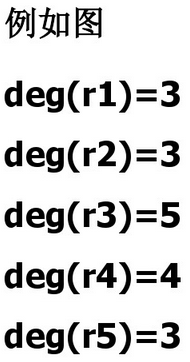 例如图
deg(r1)=3
deg(r2)=3
deg(r3)=5
deg(r4)=4
deg(r5)=3